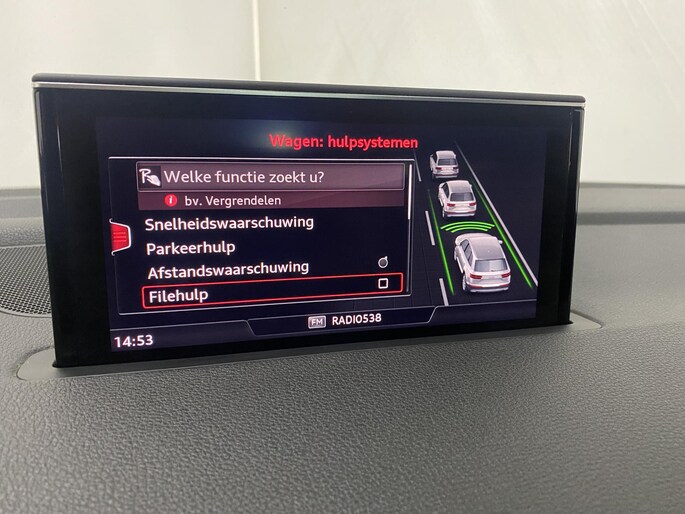 Wagen: hulpsystemen
Welke functie zoekt u?
i bv. Vergrendelen
Snelheidswaarschuwing
Parkeerhulp
Afstandswaarschuwing
Filehulp
FM RADIO538
14:53